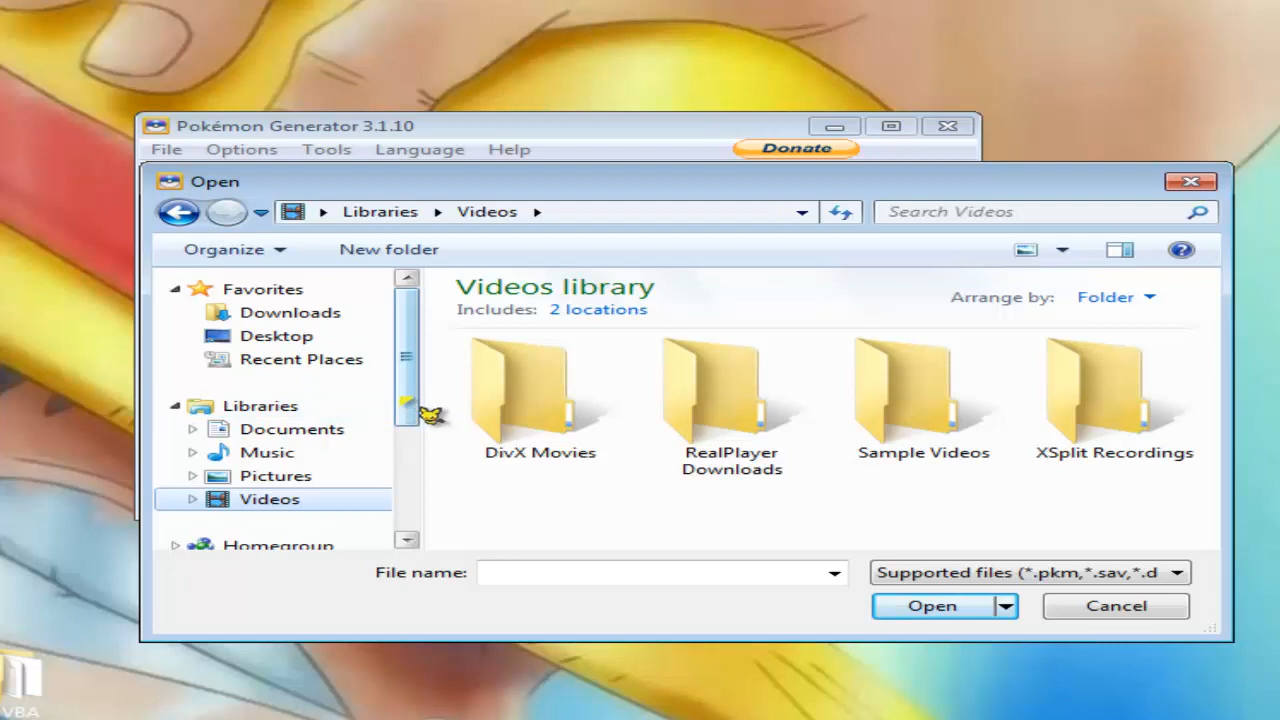 Pokémon Generator 3.1.10
File Options Tools Language Help Donate
Open
Libraries Videos Search Videos
Organize New folder
Favorites
Downloads
Desktop
Recent Places
Libraries
Documents
Music
Pictures
Videos
Homegroup
Videos library
Includes: 2 locations
Arrange by: Folder
DivX Movies
RealPlayer
Downloads
Sample Videos
XSplit Recordings
File name:
Supported files (*.pkm,*.sav,*.d
Open Cancel
VBA